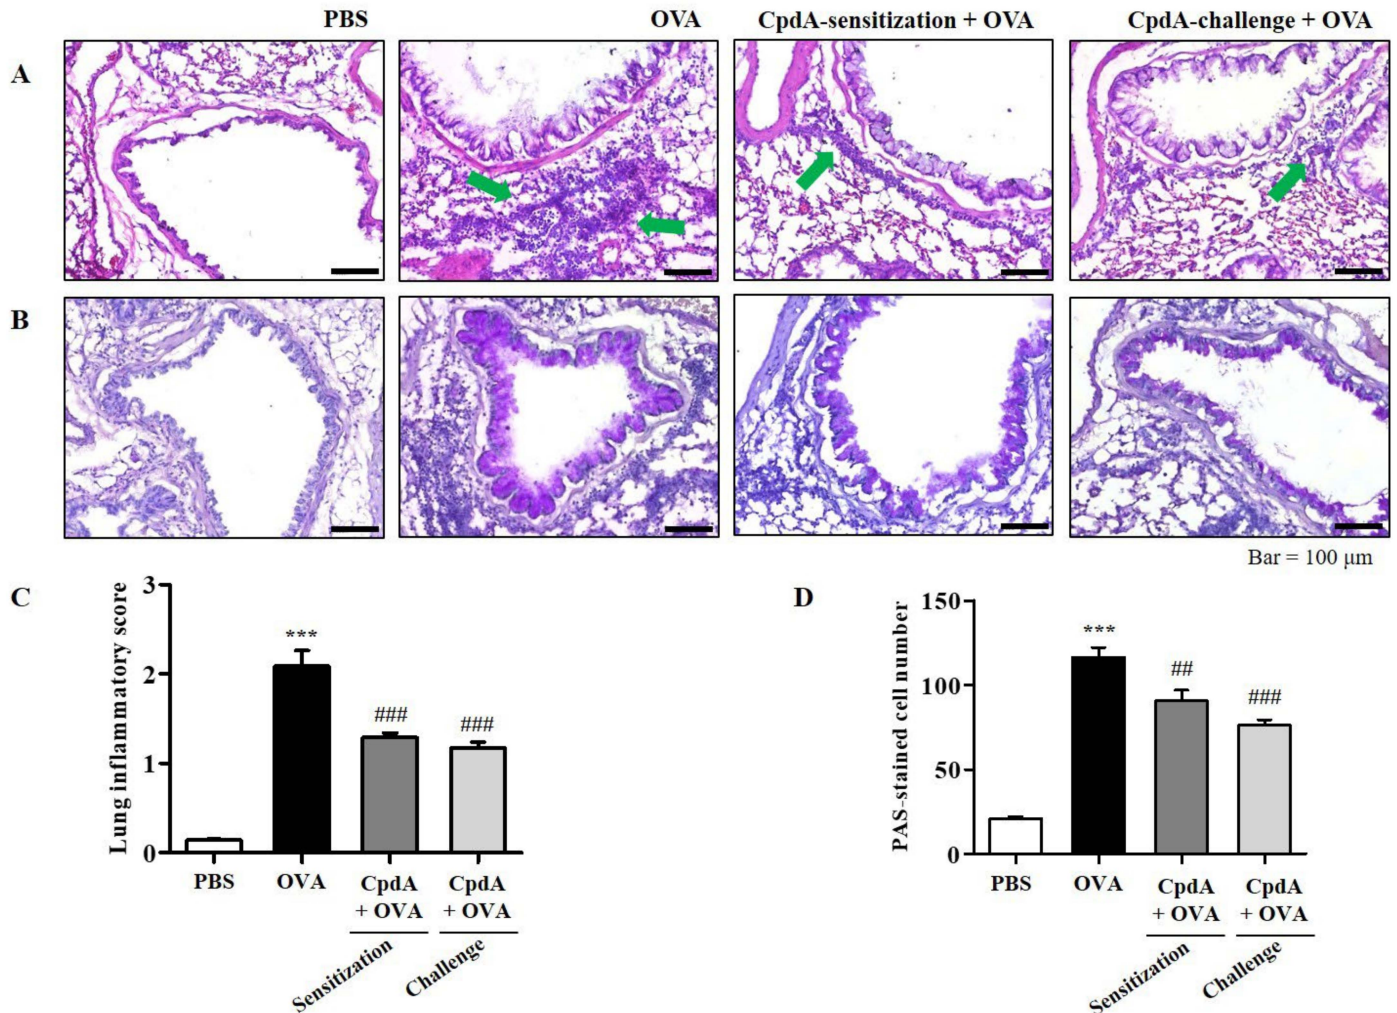 PBS OVA CpdA-sensitization + OVA CpdA-challenge + OVA
A
B
Bar = 100 μm
C
Lung inflammatory score
3
2
1
0
***
###
###
PBS OVA CpdA CpdA
+ OVA + OVA
Sensitization Challenge
D
PAS-stained cell number
150
100
50
0
***
##
###
PBS OVA CpdA CpdA
+ OVA + OVA
Sensitization Challenge